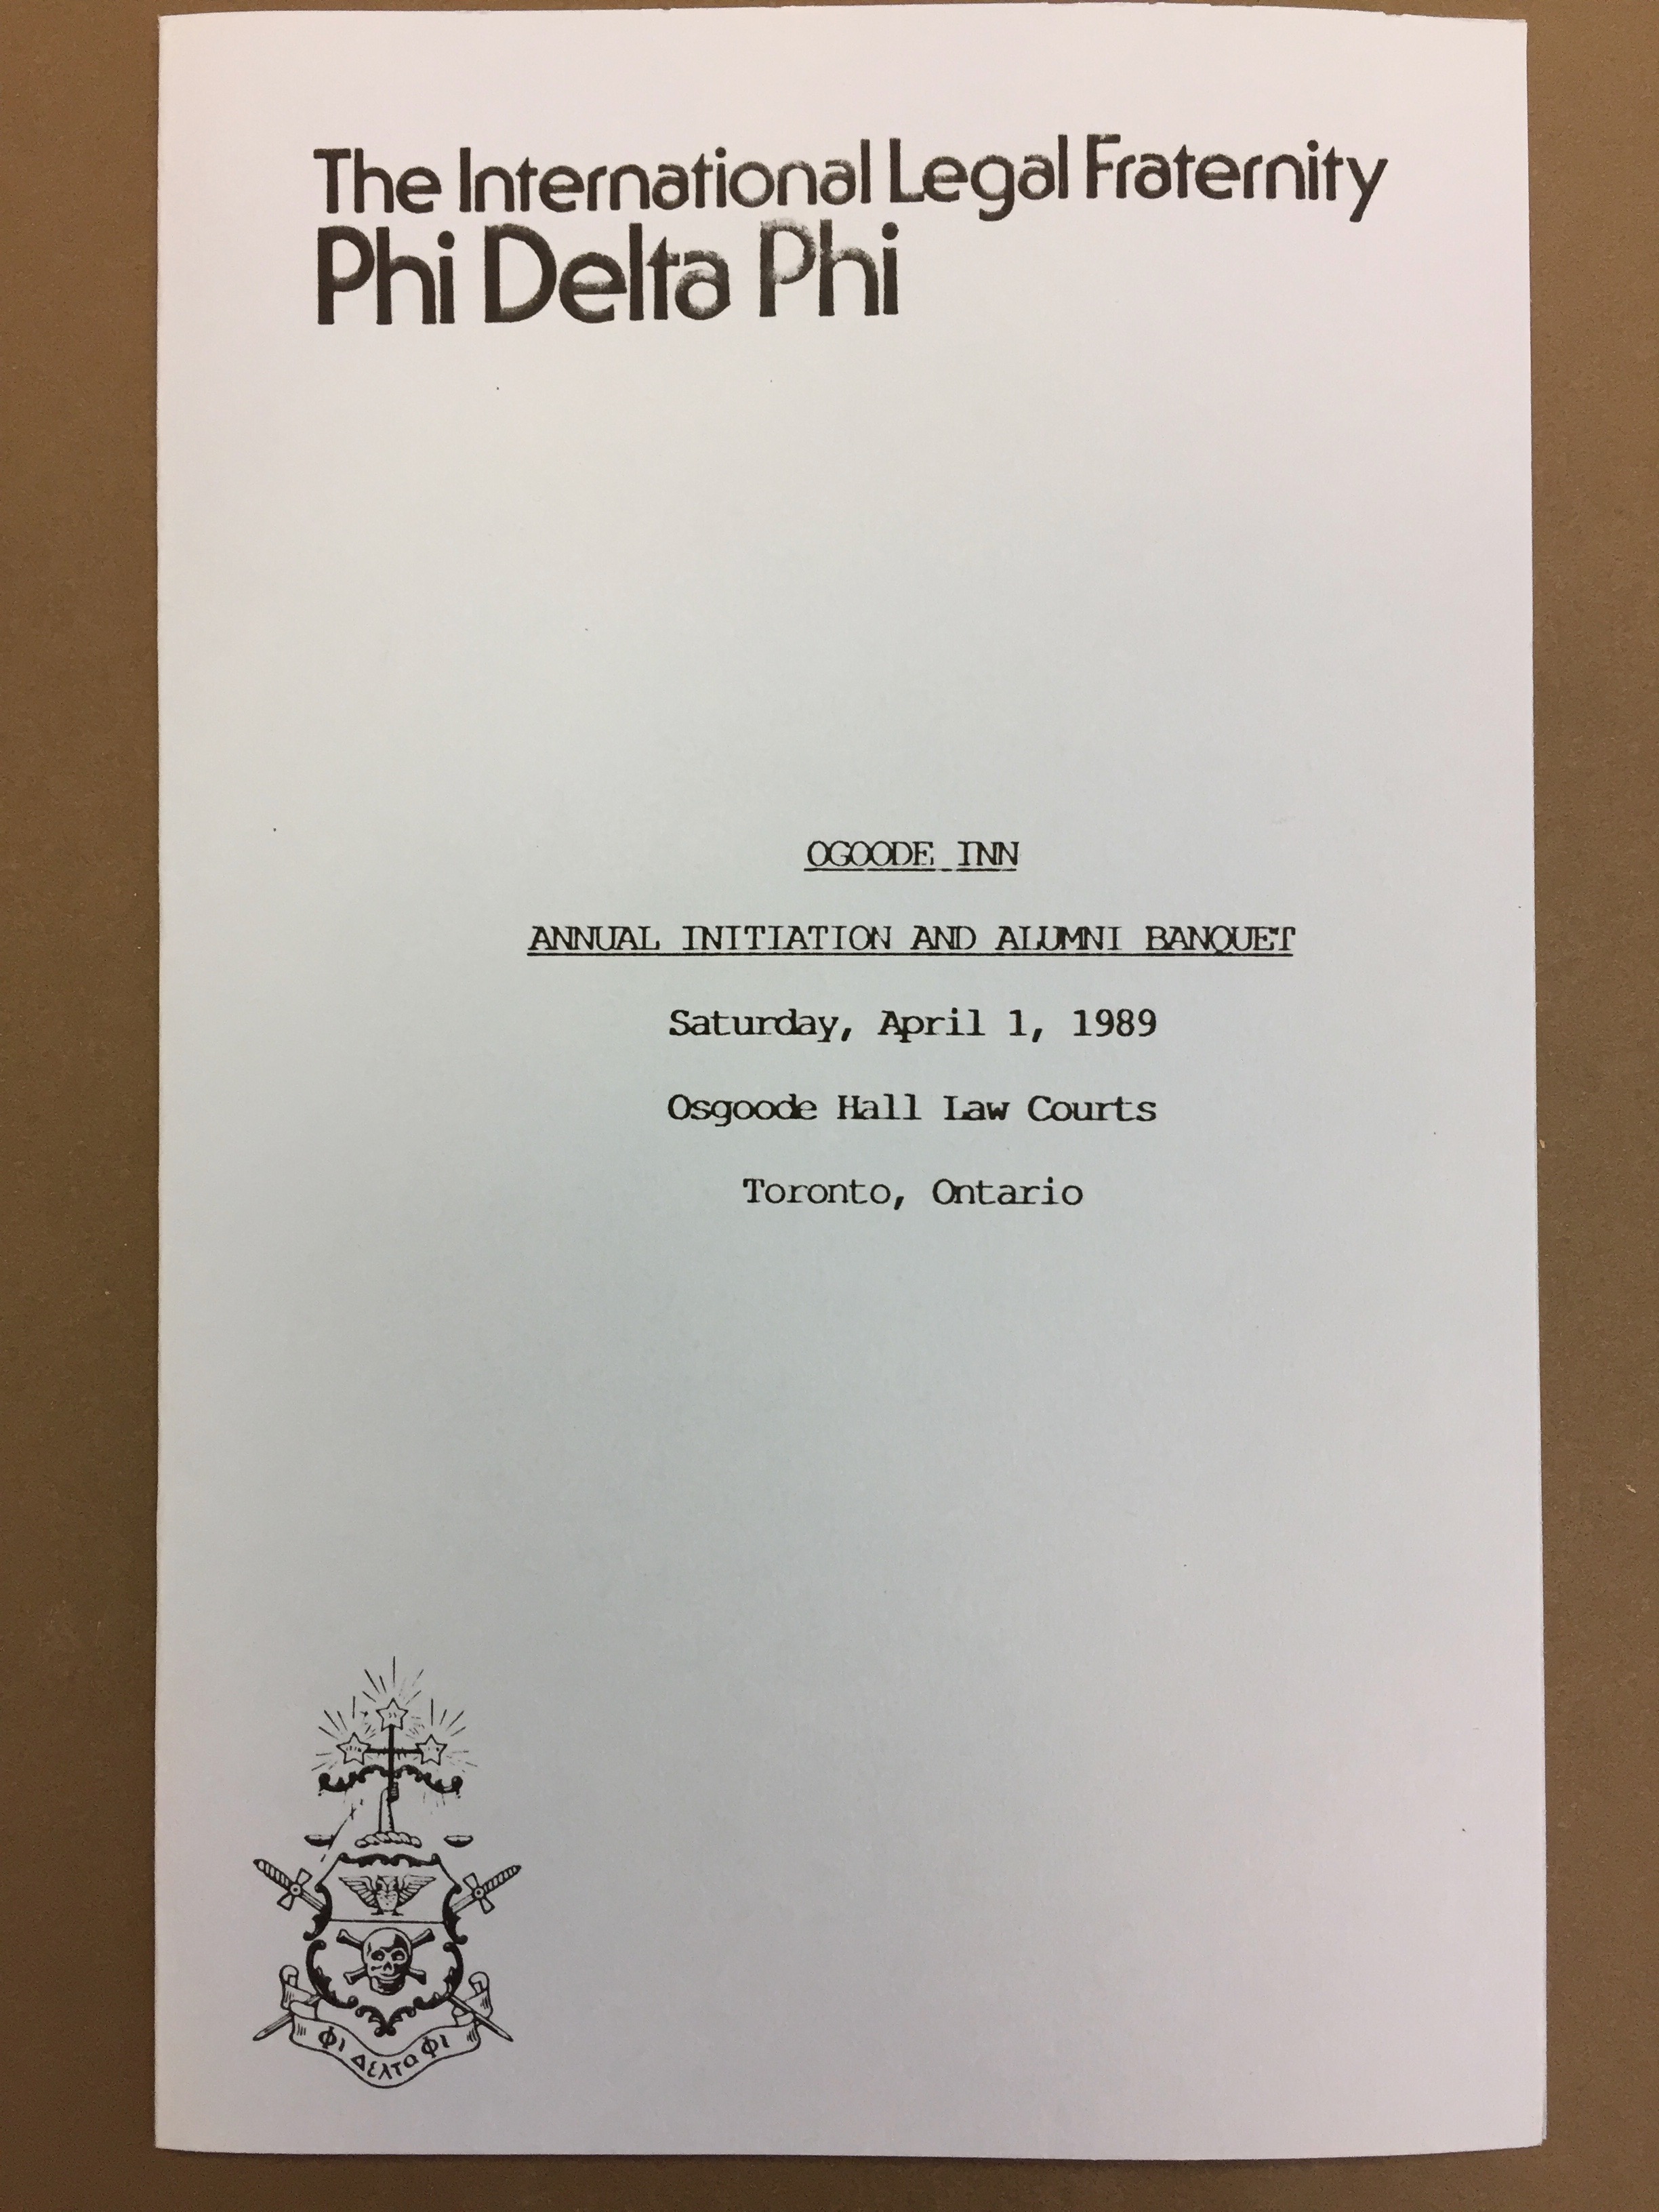 The International Legal Fraternity
Phi Delta Phi
OGOODE INN
ANNUAL INITIATION AND ALUMNI BANQUET
Saturday, April 1, 1989
Osgoode Hall Law Courts
Toronto, Ontario
Φι Δελτα Φι